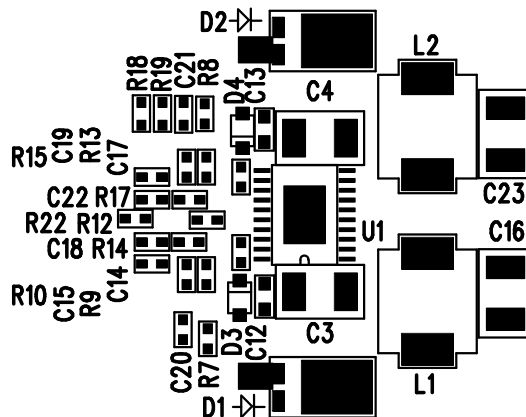 D2
L2
R18 R19 C21 R8
D4 C13
C4
R15 C19 R13 C17
C22 R17
C23
R22 R12
U1 C16
C18 R14
R10 C15 R9 C14
C20 R7 D3 C12
C3
L1
D1